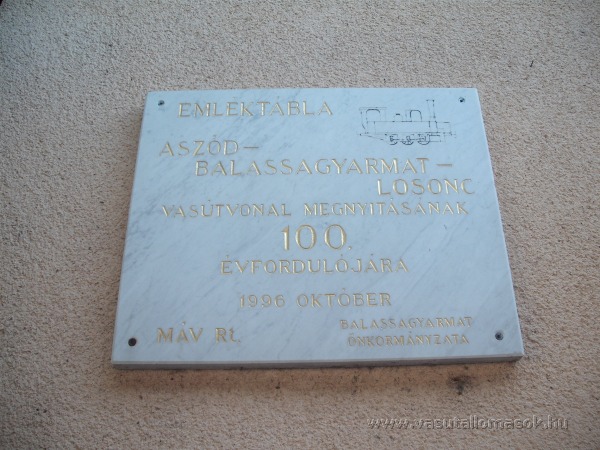 EMLÉKTÁBLA
ASZÓD–
BALASSAGYARMAT–
LOSONC
VASÚTVONAL MEGNYITÁSÁNAK
100.
ÉVFORDULÓJÁRA
1996 OKTÓBER
MÁV Rt.
BALASSAGYARMAT
ÖNKORMÁNYZATA
www.vasutallomasok.hu